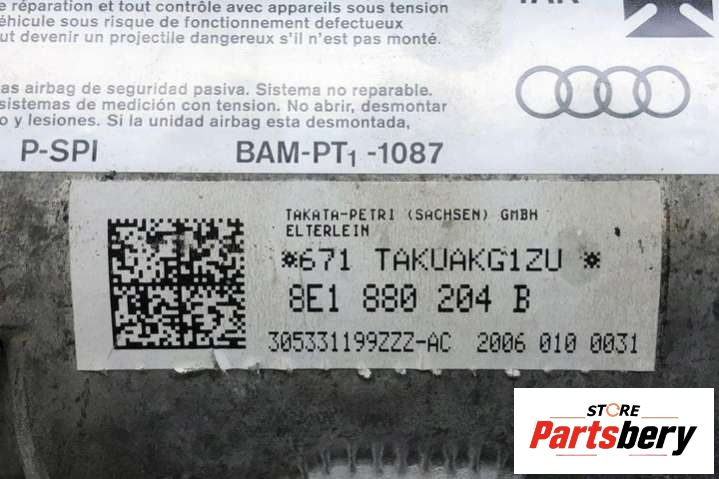 réparation et tout contrôle avec appareils sous tension
véhicule sous risque de fonctionnement defectueux
ut devenir un projectile dangereux s'il n'est pas monté.
as airbag de seguridad pasiva. Sistema no reparable.
sistemas de medición con tension. No abrir, desmontar
o y lesiones. Si la unidad airbag esta desmontada,
P-SPI BAM-PT1-1087
TAKATA-PETRI (SACHSEN) GMBH
ELTERLEIN
*671 TAKUAKG1ZU *
8E1 880 204 B
305331199ZZZ-AC 2006 010 0031
STORE
Partsbery